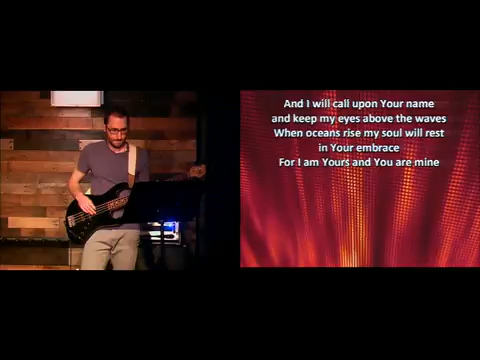 And I will call upon Your name
and keep my eyes above the waves
When oceans rise my soul will rest
in Your embrace
For I am Yours and You are mine